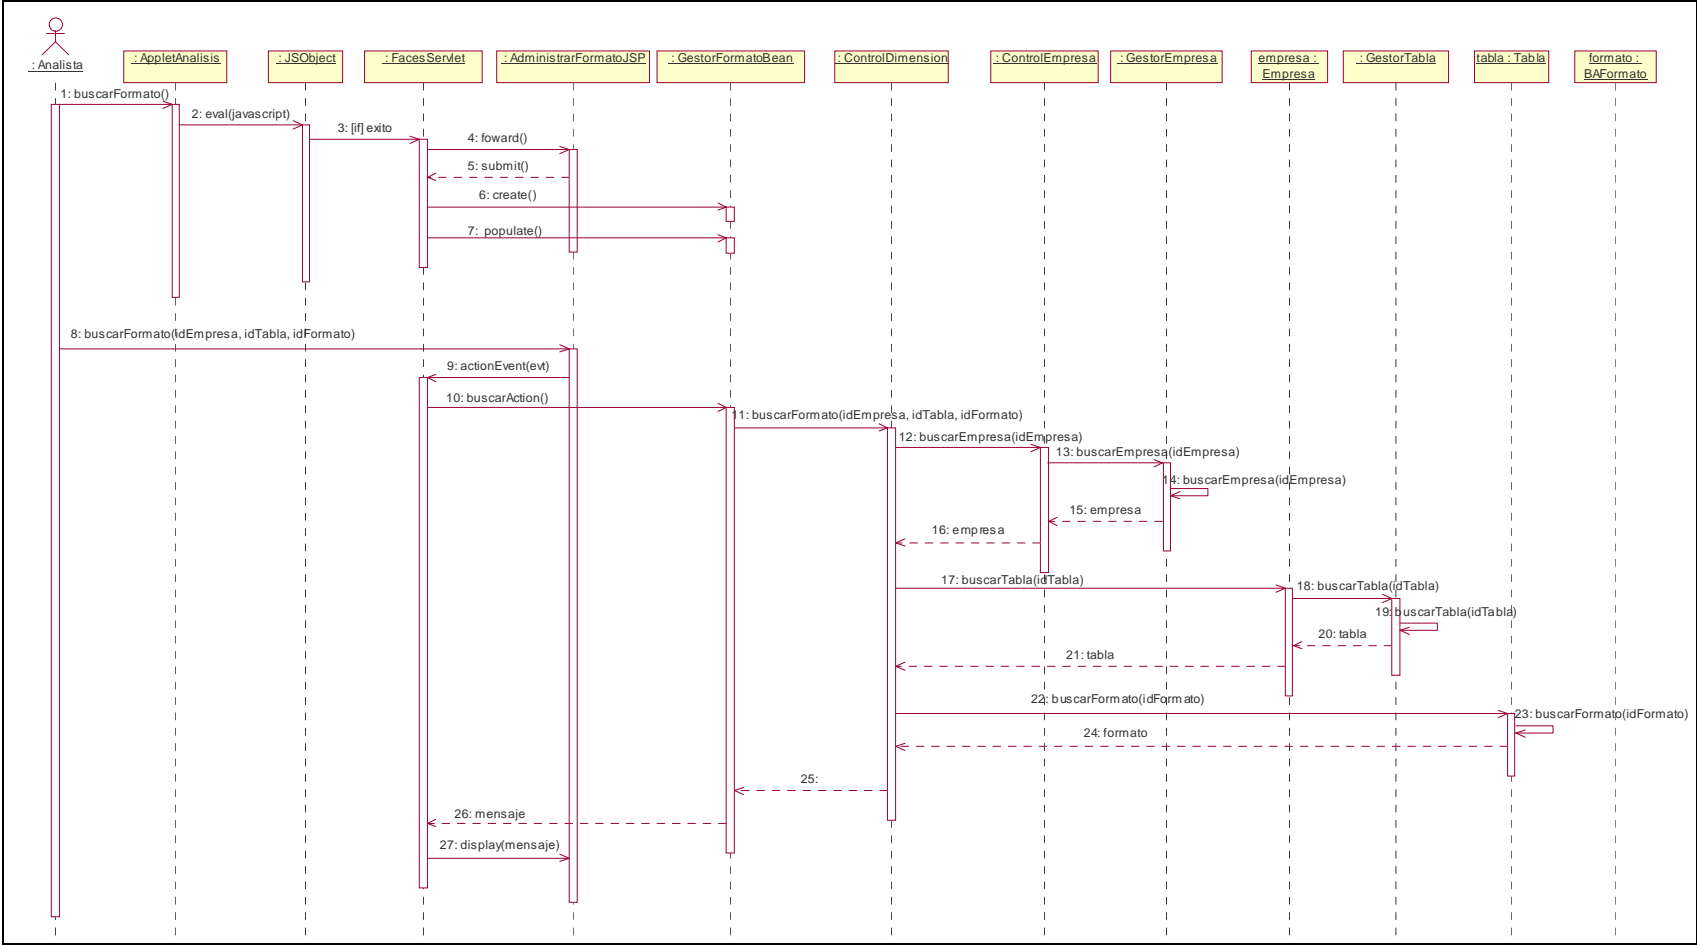 : Analista
: AppletAnalisis
: JSObject
: FacesServlet
: AdministrarFormatoJSP
: GestorFormatoBean
: ControlDimension
: ControlEmpresa
: GestorEmpresa
empresa :
Empresa
: GestorTabla
tabla : Tabla
formato :
BAFormato
1: buscarFormato()
2: eval(javascript)
3: [if] exito
4: foward()
5: submit()
6: create()
7: populate()
8: buscarFormato(idEmpresa, idTabla, idFormato)
9: actionEvent(evt)
10: buscarAction()
11: buscarFormato(idEmpresa, idTabla, idFormato)
12: buscarEmpresa(idEmpresa)
13: buscarEmpresa(idEmpresa)
14: buscarEmpresa(idEmpresa)
15: empresa
16: empresa
17: buscarTabla(idTabla)
18: buscarTabla(idTabla)
19: buscarTabla(idTabla)
20: tabla
21: tabla
22: buscarFormato(idFormato)
23: buscarFormato(idFormato)
24: formato
25:
26: mensaje
27: display(mensaje)